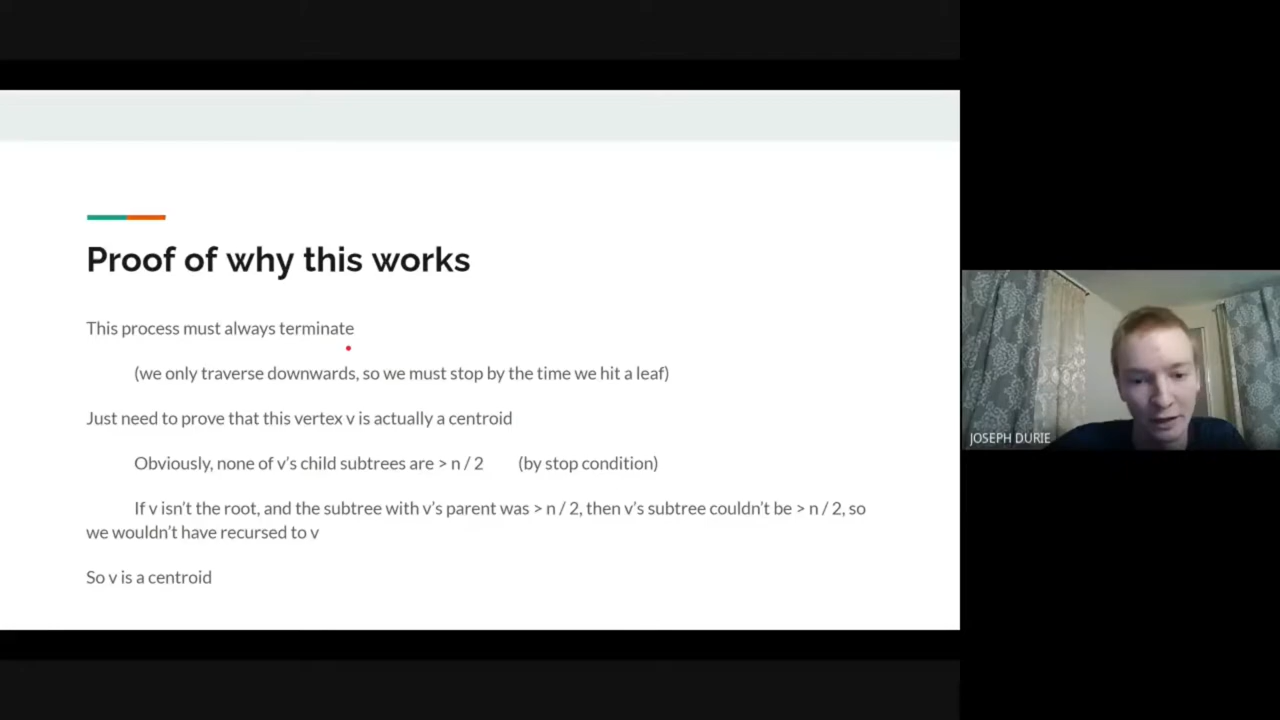 Proof of why this works
This process must always terminate
(we only traverse downwards, so we must stop by the time we hit a leaf)
Just need to prove that this vertex v is actually a centroid
Obviously, none of v’s child subtrees are > n / 2 (by stop condition)
If v isn’t the root, and the subtree with v’s parent was > n / 2, then v’s subtree couldn’t be > n / 2, so
we wouldn’t have recursed to v
So v is a centroid
JOSEPH DURIE